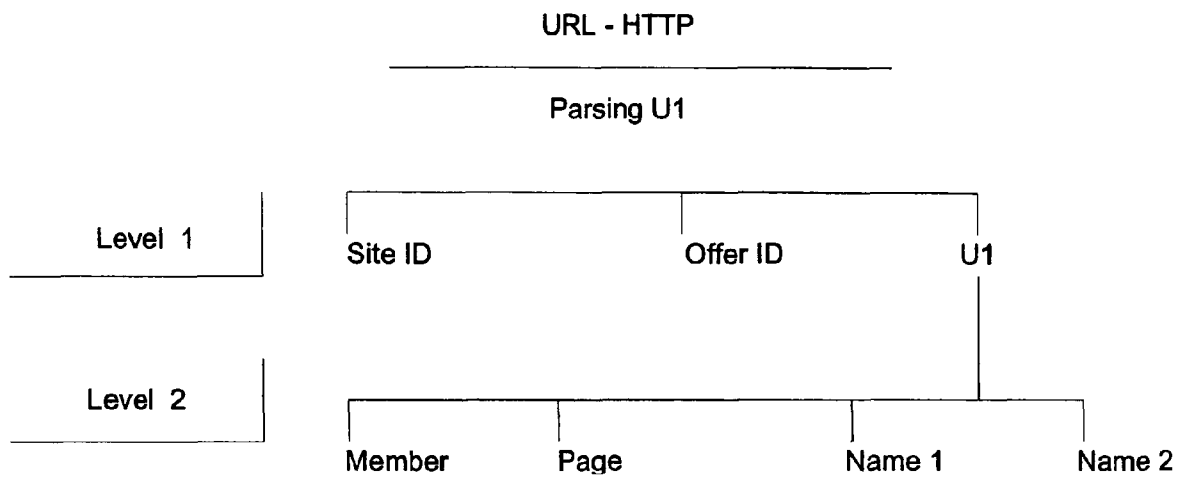 URL - HTTP
Parsing U1
Level 1
Site ID
Offer ID
U1
Level 2
Member
Page
Name 1
Name 2